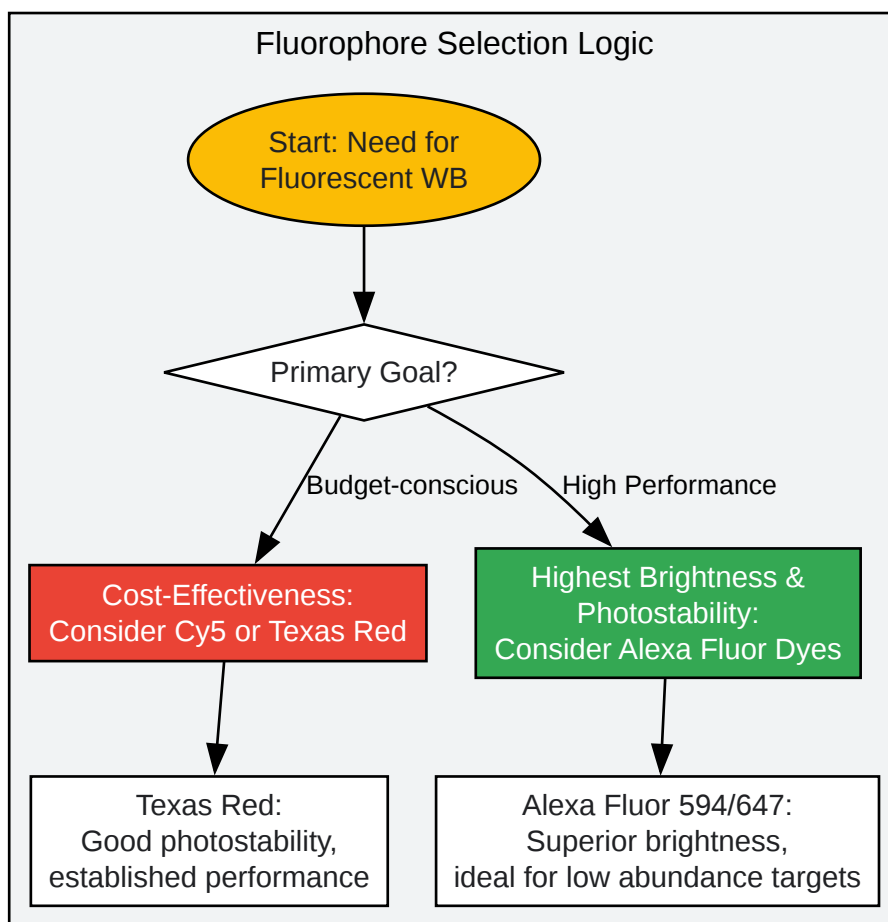 Fluorophore Selection Logic
Start: Need for
Fluorescent WB
Primary Goal?
Budget-conscious
High Performance
Cost-Effectiveness:
Consider Cy5 or Texas Red
Highest Brightness &
Photostability:
Consider Alexa Fluor Dyes
Texas Red:
Good photostability,
established performance
Alexa Fluor 594/647:
Superior brightness,
ideal for low abundance targets